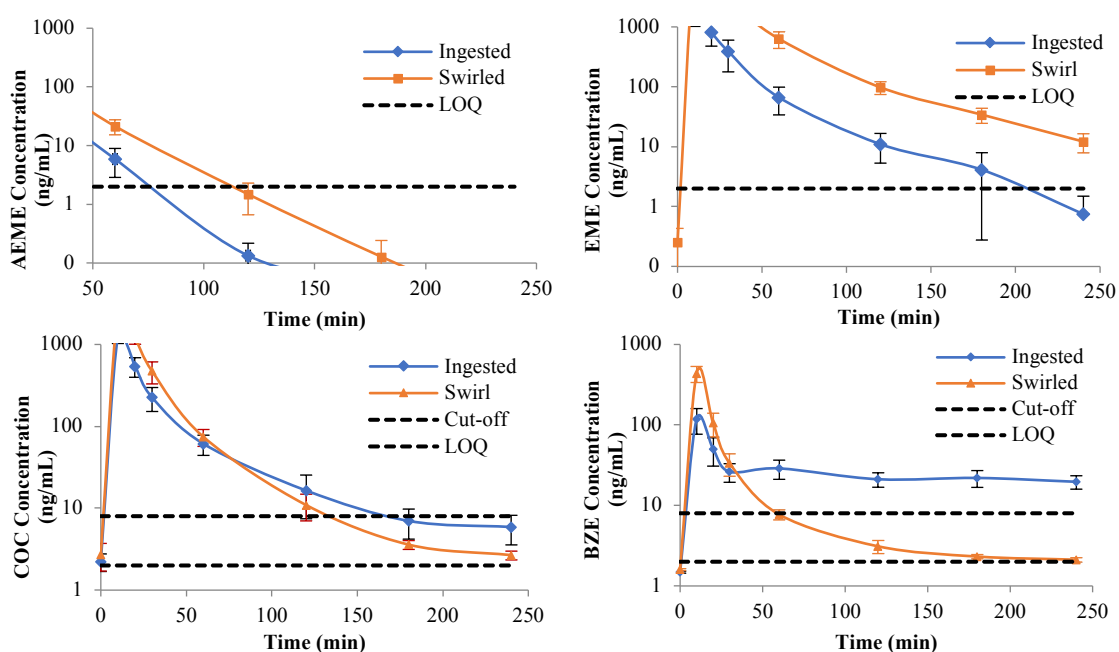 AEME Concentration
(ng/mL)
1000
100
10
1
0
50
100
150
200
250
Time (min)
Ingested
Swirled
LOQ
EME Concentration
(ng/mL)
1000
100
10
1
0
0
50
100
150
200
250
Time (min)
Ingested
Swirl
LOQ
COC Concentration
(ng/mL)
1000
100
10
1
0
50
100
150
200
250
Time (min)
Ingested
Swirl
Cut-off
LOQ
BZE Concentration
(ng/mL)
1000
100
10
1
0
50
100
150
200
250
Time (min)
Ingested
Swirled
Cut-off
LOQ